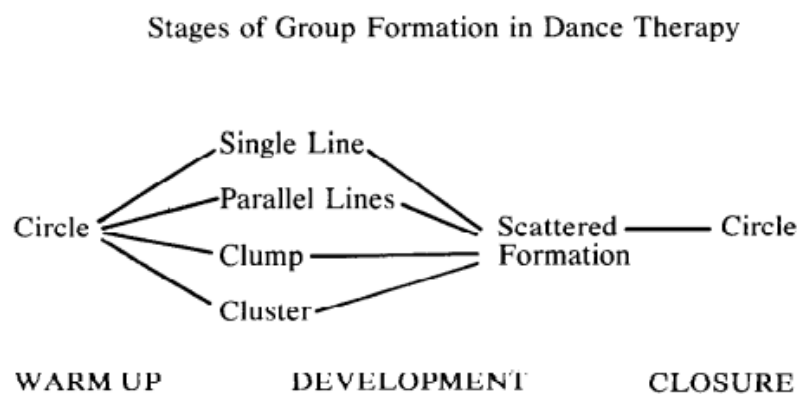 Stages of Group Formation in Dance Therapy
Single Line
Parallel Lines
Circle
Scattered
Circle
Clump
Formation
Cluster
WARM UP
DEVELOPMENT
CLOSURE